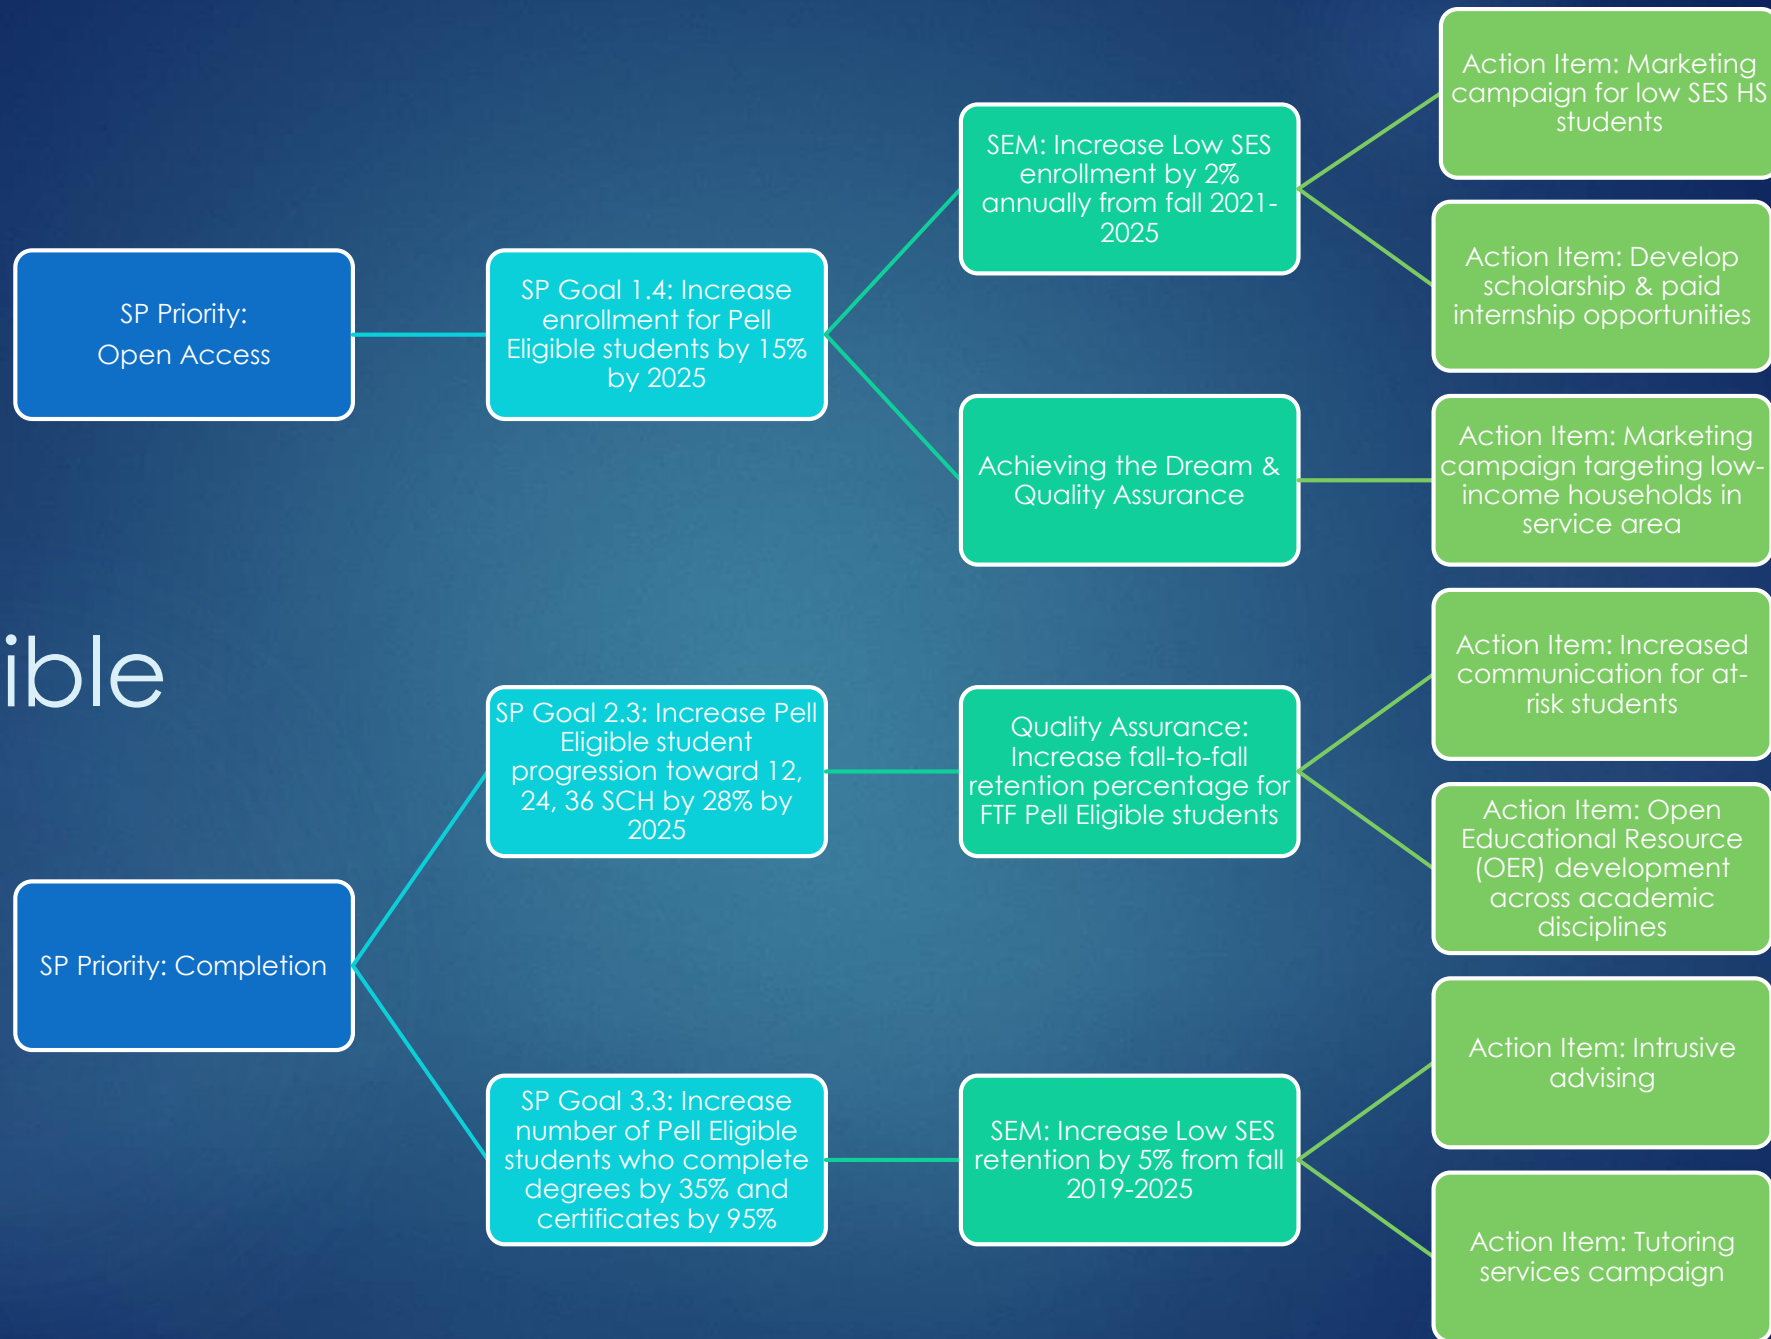 SP Priority:
Open Access
SP Goal 1.4: Increase
enrollment for Pell
Eligible students by 15%
by 2025
SEM: Increase Low SES
enrollment by 2%
annually from fall 2021-
2025
Action Item: Marketing
campaign for low SES HS
students
Action Item: Develop
scholarship & paid
internship opportunities
Achieving the Dream &
Quality Assurance
Action Item: Marketing
campaign targeting low-
income households in
service area
ible
SP Priority: Completion
SP Goal 2.3: Increase Pell
Eligible student
progression toward 12,
24, 36 SCH by 28% by
2025
Quality Assurance:
Increase fall-to-fall
retention percentage for
FTF Pell Eligible students
Action Item: Increased
communication for at-
risk students
Action Item: Open
Educational Resource
(OER) development
across academic
disciplines
SP Goal 3.3: Increase
number of Pell Eligible
students who complete
degrees by 35% and
certificates by 95%
SEM: Increase Low SES
retention by 5% from fall
2019-2025
Action Item: Intrusive
advising
Action Item: Tutoring
services campaign